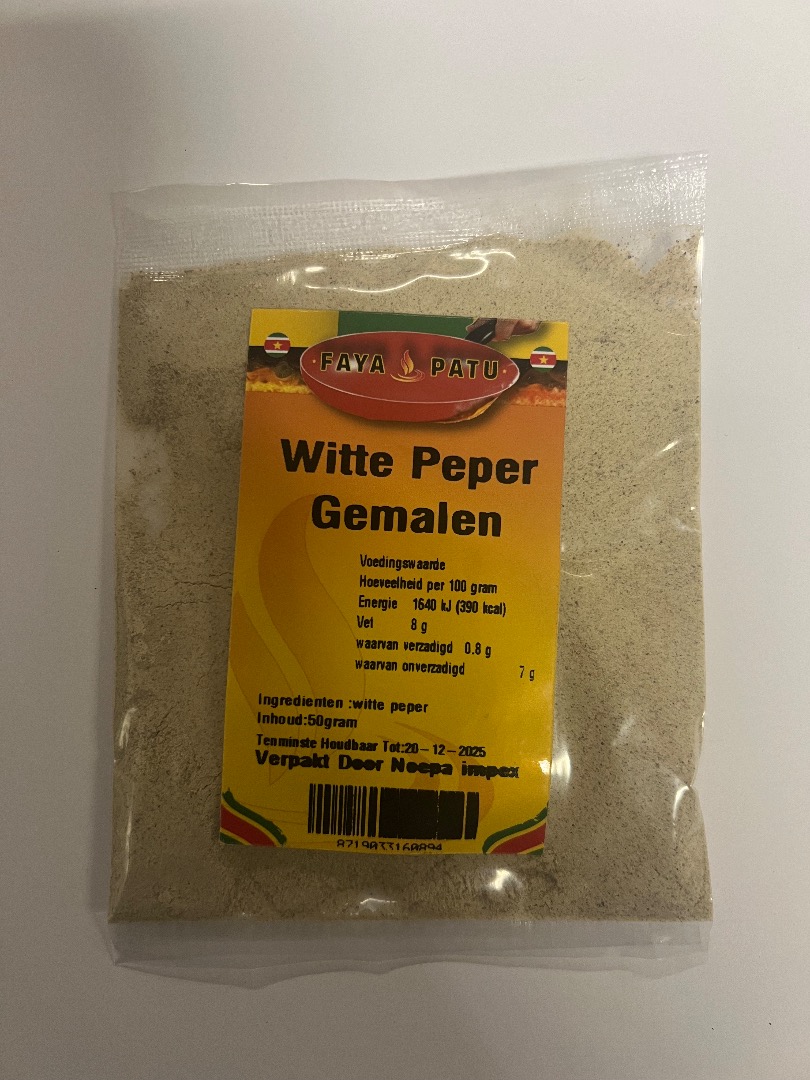 FAYA PATU
Witte Peper
Gemalen
Voedingswaarde
Hoeveelheid per 100 gram
Energie 1640 kJ (390 kcal)
Vet 8 g
waarvan verzadigd 0.8 g
waarvan onverzadigd 7 g
Ingredienten :witte peper
Inhoud:50gram
Tenminste Houdbaar Tot:20-12-2025
Verpakt Door Noepa impex
8719033160894